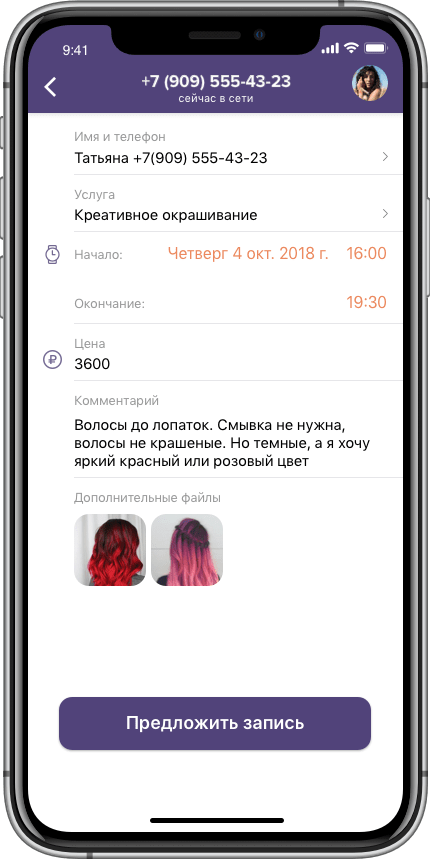 9:41
+7 (909) 555-43-23
сейчас в сети
Имя и телефон
Татьяна +7(909) 555-43-23
Услуга
Креативное окрашивание
Начало: Четверг 4 окт. 2018 г. 16:00
Окончание: 19:30
Цена
₽
3600
Комментарий
Волосы до лопаток. Смывка не нужна,
волосы не крашеные. Но темные, а я хочу
яркий красный или розовый цвет
Дополнительные файлы
Предложить запись